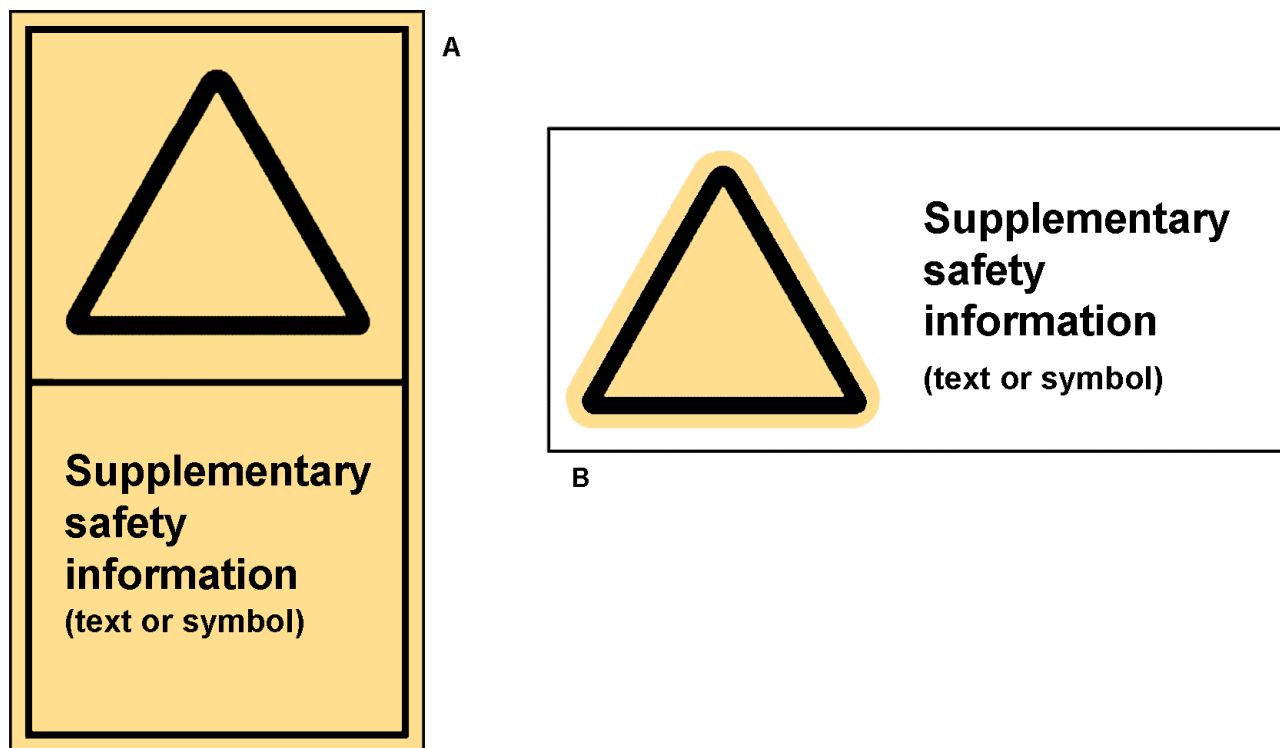 A
Supplementary
safety
information
(text or symbol)
Supplementary
safety
information
(text or symbol)
B